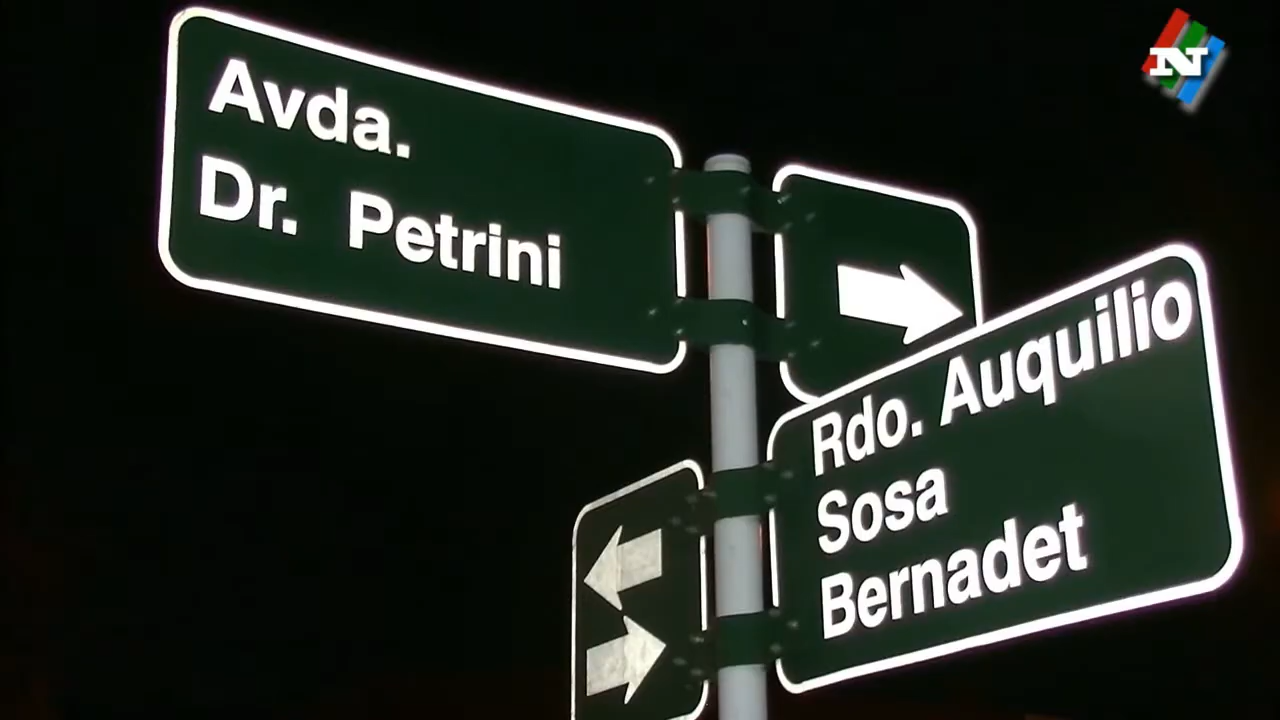 Avda.
Dr. Petrini
Rdo. Auquilio
Sosa
Bernadet
N